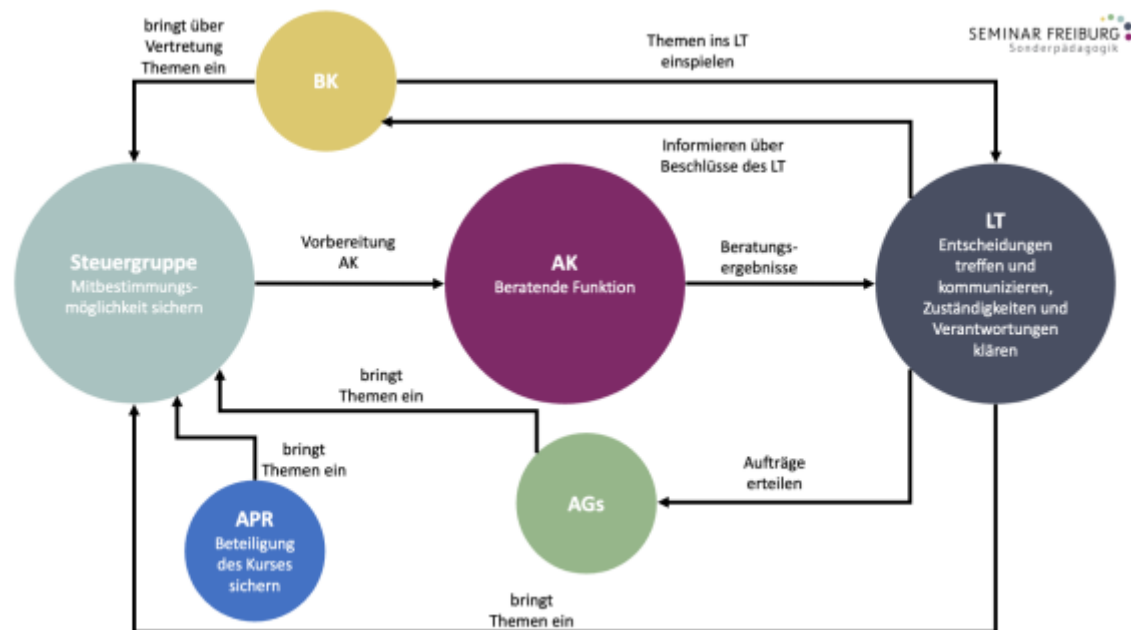 bringt über
Vertretung
Themen ein
BK
Themen ins LT
einspielen
SEMINAR FREIBURG
Sonderpädagogik
Informieren über
Beschlüsse des LT
Steuergruppe
Mitbestimmungs-
möglichkeit sichern
Vorbereitung
AK
AK
Beratende Funktion
Beratungs-
ergebnisse
LT
Entscheidungen
treffen und
kommunizieren,
Zuständigkeiten und
Verantwortungen
klären
bringt
Themen ein
bringt
Themen ein
APR
Beteiligung
des Kurses
sichern
AGs
Aufträge
erteilen
bringt
Themen ein